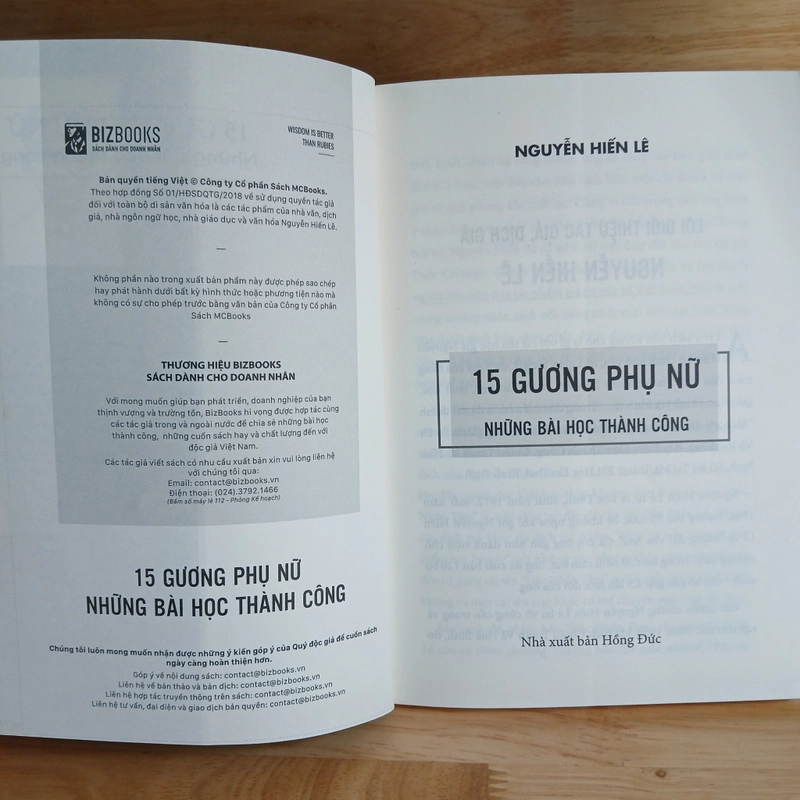 BIZBOOKS
SÁCH DÀNH CHO DOANH NHÂN
WISDOM IS BETTER
THAN RUBIES
Bản quyền tiếng Việt © Công ty Cổ phần Sách MCBooks.
Theo hợp đồng Số 01/HĐSDQTG/2018 về sử dụng quyền tác giả
đối với toàn bộ di sản văn hóa là các tác phẩm của nhà văn, dịch
giả, nhà ngôn ngữ học, nhà giáo dục và văn hóa Nguyễn Hiến Lê.
Không phần nào trong xuất bản phẩm này được phép sao chép
hay phát hành dưới bất kỳ hình thức hoặc phương tiện nào mà
không có sự cho phép trước bằng văn bản của Công ty Cổ phần
Sách MCBooks
THƯƠNG HIỆU BIZBOOKS
SÁCH DÀNH CHO DOANH NHÂN
Với mong muốn giúp bạn phát triển, doanh nghiệp của bạn
thịnh vượng và trường tồn, BizBooks hi vọng được hợp tác cùng
các tác giả trong và ngoài nước để chia sẻ những bài học
thành công, những cuốn sách hay và chất lượng đến với
độc giả Việt Nam.
Các tác giả viết sách có nhu cầu xuất bản xin vui lòng liên hệ
với chúng tôi qua:
Email: contact@bizbooks.vn
Điện thoại: (024).3792.1466
(Bấm số máy lẻ 112 - Phòng Kế hoạch)
15 GƯƠNG PHỤ NỮ
NHỮNG BÀI HỌC THÀNH CÔNG
Chúng tôi luôn mong muốn nhận được những ý kiến góp ý của Quý độc giả để cuốn sách
ngày càng hoàn thiện hơn.
Góp ý về nội dung sách: contact@bizbooks.vn
Liên hệ về bản thảo và bản dịch: contact@bizbooks.vn
Liên hệ hợp tác truyền thông trên sách: contact@bizbooks.vn
Liên hệ tư vấn, đại diện và giao dịch bản quyền: contact@bizbooks.vn
NGUYỄN HIẾN LÊ
15 GƯƠNG PHỤ NỮ
NHỮNG BÀI HỌC THÀNH CÔNG
Nhà xuất bản Hồng Đức